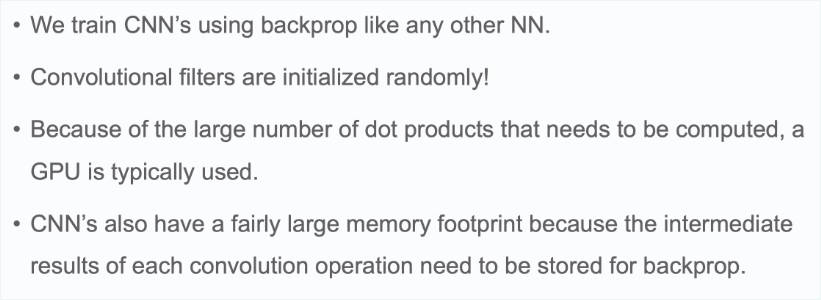 • We train CNN’s using backprop like any other NN.
• Convolutional filters are initialized randomly!
• Because of the large number of dot products that needs to be computed, a
GPU is typically used.
• CNN’s also have a fairly large memory footprint because the intermediate
results of each convolution operation need to be stored for backprop.